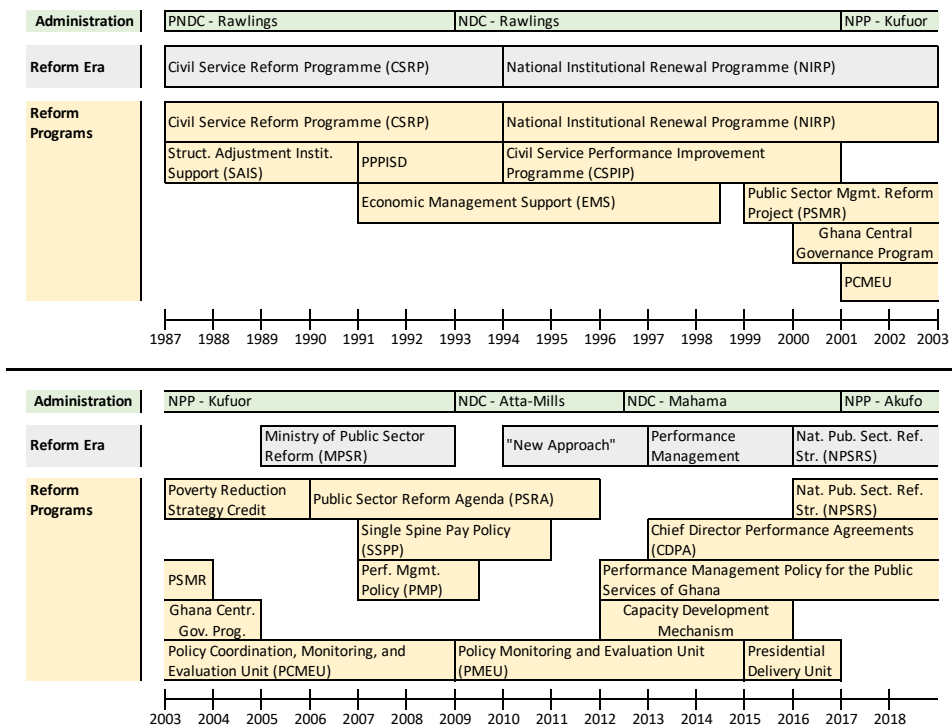 Administration
PNDC - Rawlings
NDC - Rawlings
NPP - Kufuor
Reform Era
Civil Service Reform Programme (CSRP)
National Institutional Renewal Programme (NIRP)
Reform
Programs
Civil Service Reform Programme (CSRP)
National Institutional Renewal Programme (NIRP)
Struct. Adjustment Instit.
Support (SAIS)
PPPISD
Civil Service Performance Improvement
Programme (CSPIP)
Economic Management Support (EMS)
Public Sector Mgmt. Reform
Project (PSMR)
Ghana Central
Governance Program
PCMEU
1987 1988 1989 1990 1991 1992 1993 1994 1995 1996 1997 1998 1999 2000 2001 2002 2003
Administration
NPP - Kufuor
NDC - Atta-Mills
NDC - Mahama
NPP - Akufo
Reform Era
Ministry of Public Sector
Reform (MPSR)
"New Approach"
Performance
Management
Nat. Pub. Sect. Ref.
Str. (NPSRS)
Reform
Programs
Poverty Reduction
Strategy Credit
Public Sector Reform Agenda (PSRA)
Nat. Pub. Sect. Ref.
Str. (NPSRS)
Single Spine Pay Policy
(SSPP)
Chief Director Performance Agreements
(CDPA)
PSMR
Perf. Mgmt.
Policy (PMP)
Performance Management Policy for the Public
Services of Ghana
Ghana Centr.
Gov. Prog.
Capacity Development
Mechanism
Policy Coordination, Monitoring, and
Evaluation Unit (PCMEU)
Policy Monitoring and Evaluation Unit
(PMEU)
Presidential
Delivery Unit
2003 2004 2005 2006 2007 2008 2009 2010 2011 2012 2013 2014 2015 2016 2017 2018